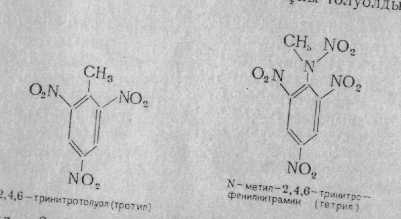 толуолды
CH₃
O₂N
NO₂
NO₂
2,4,6-тринитротолуол (тротил)
CH₃
NO₂
N
O₂N
NO₂
NO₂
N-метил-2,4,6-тринитро-
фенилнитрамин (тетрил)